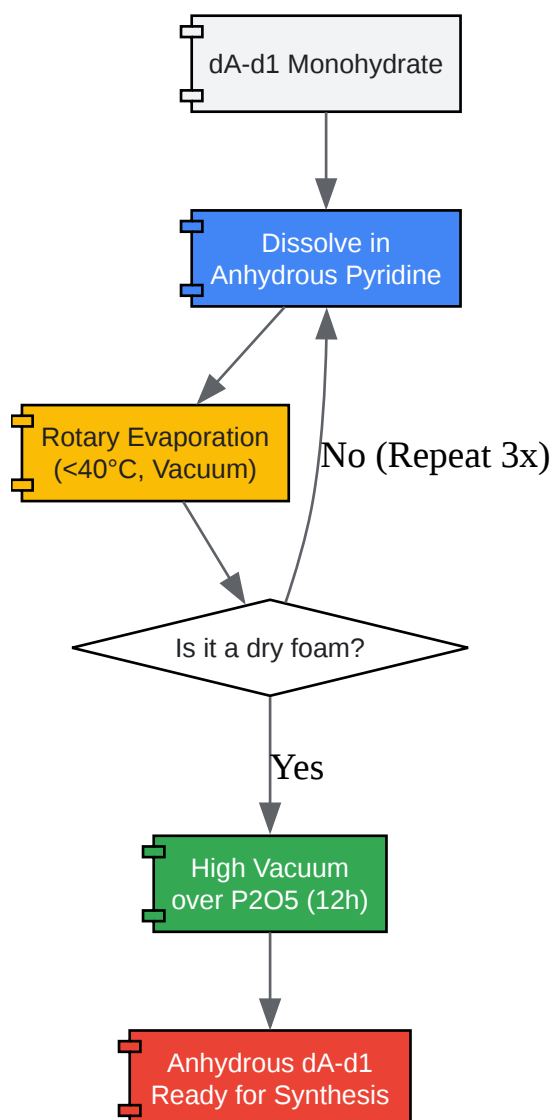 dA-d1 Monohydrate
Dissolve in
Anhydrous Pyridine
Rotary Evaporation
(<40°C, Vacuum)
No (Repeat 3x)
Is it a dry foam?
Yes
High Vacuum
over P2O5 (12h)
Anhydrous dA-d1
Ready for Synthesis